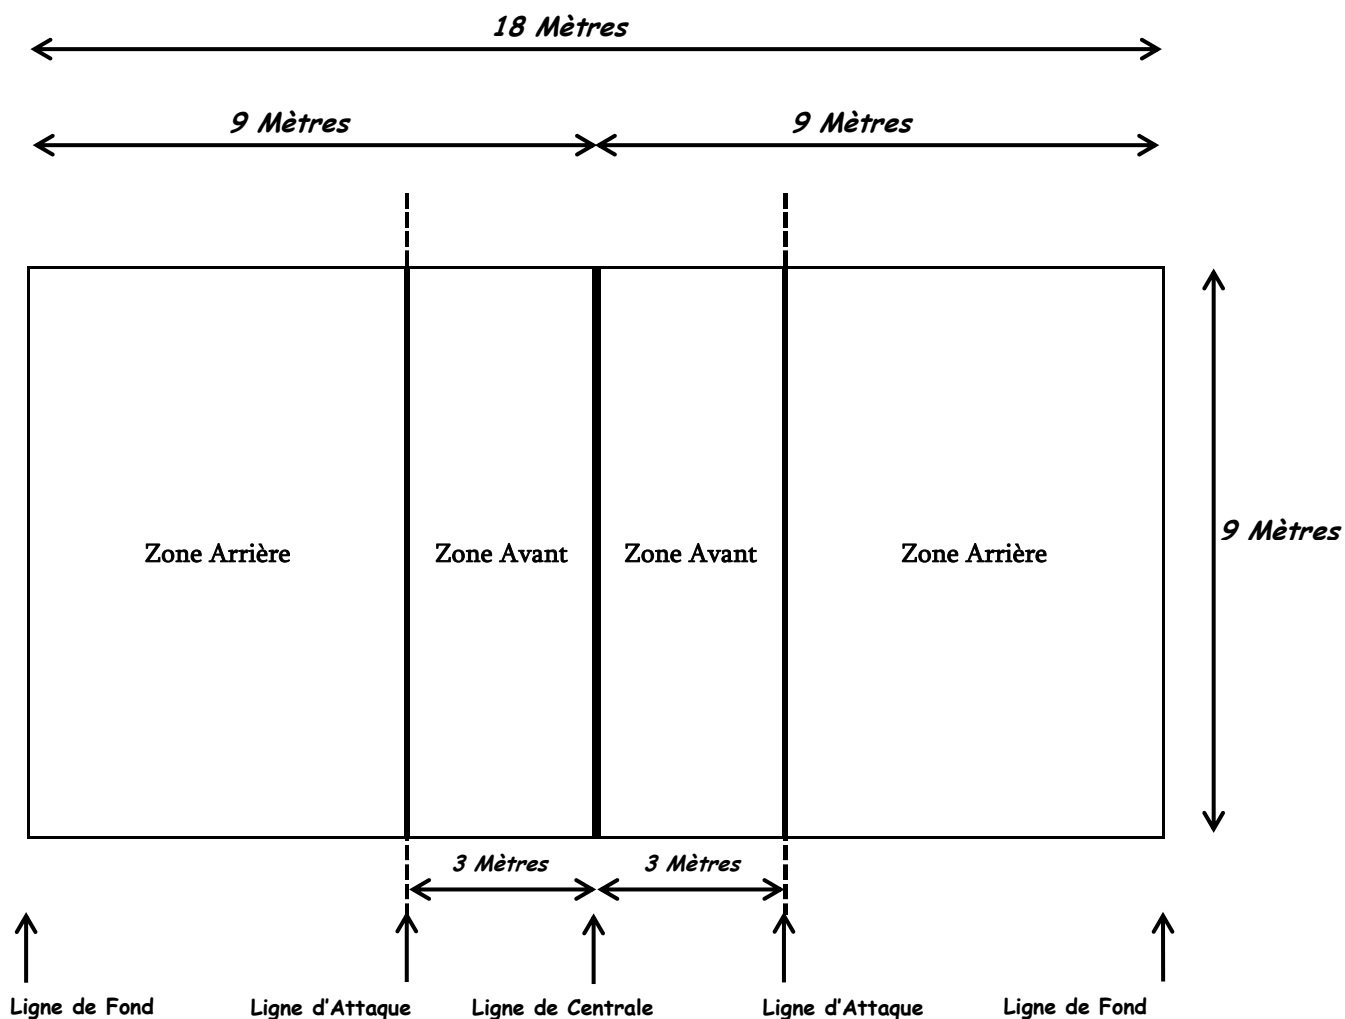 18 Mètres
9 Mètres
9 Mètres
Zone Arrière
Zone Avant
Zone Avant
Zone Arrière
9 Mètres
3 Mètres
3 Mètres
Ligne de Fond
Ligne d'Attaque
Ligne de Centrale
Ligne d'Attaque
Ligne de Fond